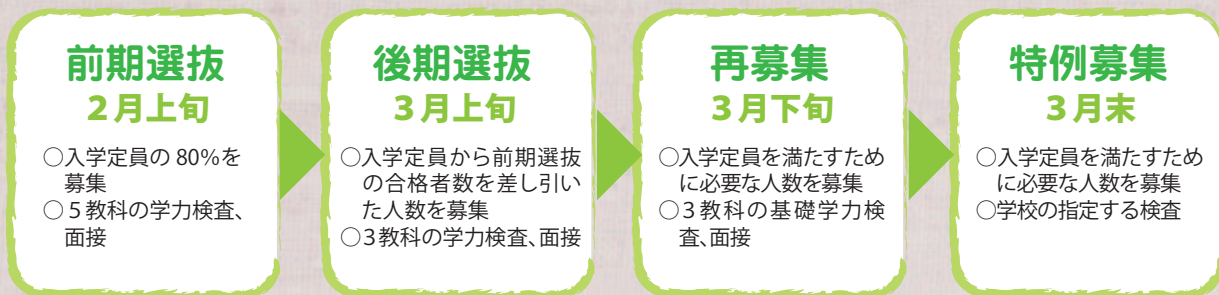 前期選抜
2月上旬
○入学定員の 80%を
募集
○5教科の学力検査、
面接
後期選抜
3月上旬
○入学定員から前期選抜
の合格者数を差し引い
た人数を募集
○3教科の学力検査、面接
再募集
3月下旬
○入学定員を満たすため
に必要な人数を募集
○3教科の基礎学力検
査、面接
特例募集
3月末
○入学定員を満たすため
に必要な人数を募集
○学校の指定する検査